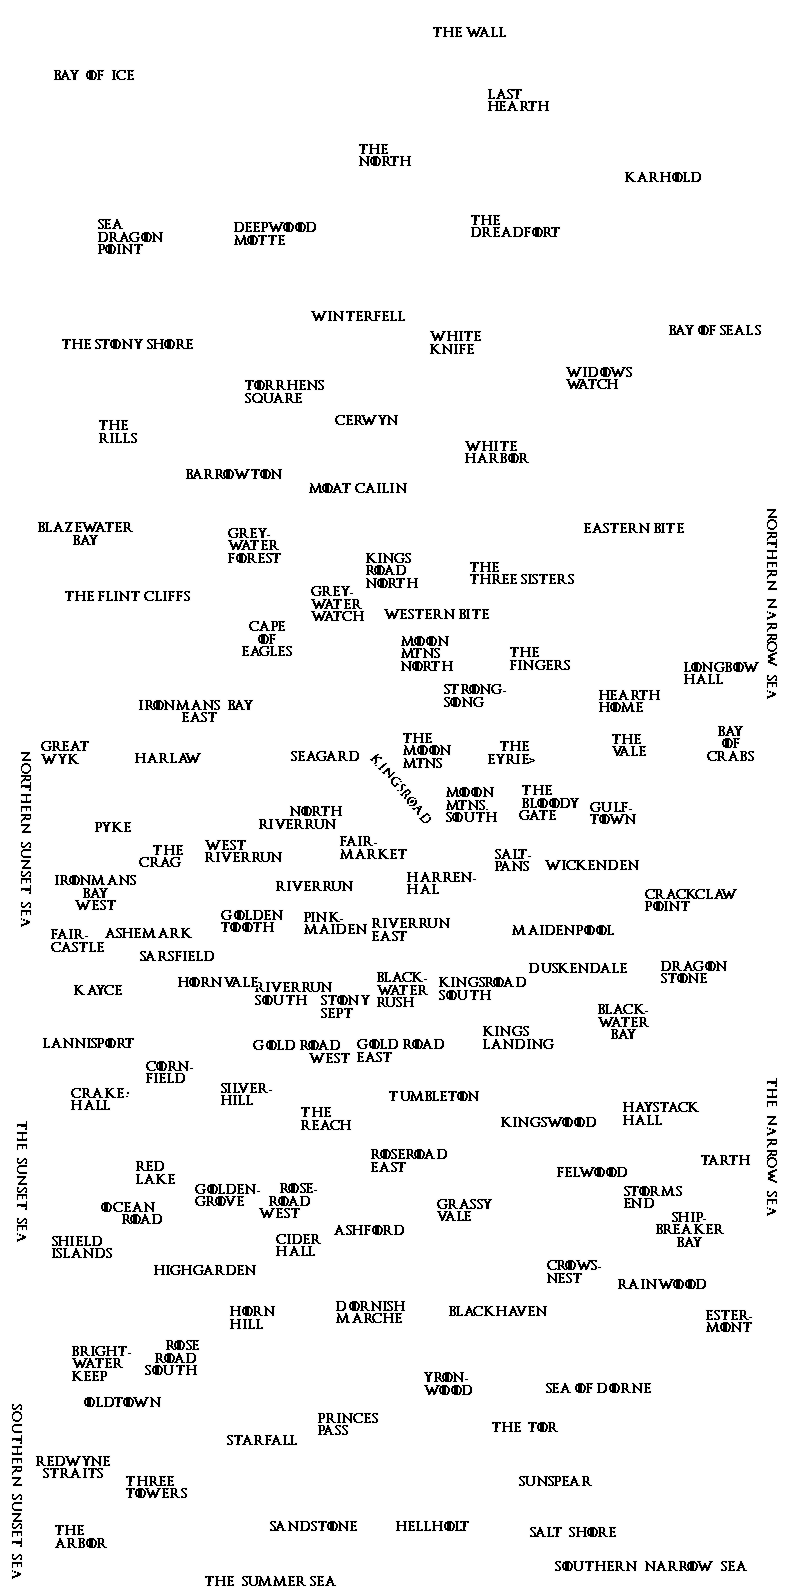 THE WALL
BAY OF ICE
LAST
HEARTH
THE
NORTH
KARHOLD
SEA
DRAGON
POINT
DEEPWOOD
MOTTE
THE
DREADFORT
WINTERFELL
WHITE
KNIFE
BAY OF SEALS
THE STONY SHORE
WIDOWS
WATCH
TORRHENS
SQUARE
CERWYN
THE
RILLS
WHITE
HARBOR
BARROWTON
MOAT CAILIN
BLAZEWATER
BAY
GREY-
WATER
FOREST
EASTERN BITE
NORTHERN NARROW SEA
KINGS
ROAD
NORTH
THE
THREE SISTERS
THE FLINT CLIFFS
GREY-
WATER
WATCH
WESTERN BITE
CAPE
OF
EAGLES
MOON
MTNS
NORTH
THE
FINGERS
LONGBOW
HALL
STRONG-
SONG
HEARTH
HOME
IRONMANS BAY
EAST
GREAT
WYK
HARLAW
SEAGARD
THE
MOON
MTNS
THE
EYRIE>
THE
VALE
BAY
OF
CRABS
NORTHERN SUNSET SEA
KINGSROAD
MOON
MTNS.
SOUTH
THE
BLOODY
GATE
GULF-
TOWN
NORTH
RIVERRUN
PYKE
THE
CRAG
WEST
RIVERRUN
FAIR-
MARKET
SALT-
PANS
WICKENDEN
IRONMANS
BAY
WEST
RIVERRUN
HARREN-
HAL
CRACKCLAW
POINT
GOLDEN
TOOTH
PINK-
MAIDEN
RIVERRUN
EAST
MAIDENPOOL
FAIR-
CASTLE
ASHEMARK
SARSFIELD
DUSKENDALE
DRAGON
STONE
KAYCE
HORNVALE
RIVERRUN
SOUTH
STONY
SEPT
BLACK-
WATER
RUSH
KINGSROAD
SOUTH
BLACK-
WATER
BAY
LANNISPORT
GOLD ROAD
WEST
GOLD ROAD
EAST
KINGS
LANDING
CORN-
FIELD
CRAKE-
HALL
SILVER-
HILL
TUMBLETON
THE
REACH
KINGSWOOD
HAYSTACK
HALL
THE NARROW SEA
THE SUNSET SEA
ROSEROAD
EAST
TARTH
RED
LAKE
FELWOOD
GOLDEN-
GROVE
ROSE-
ROAD
WEST
STORMS
END
OCEAN
ROAD
GRASSY
VALE
SHIP-
BREAKER
BAY
ASHFORD
SHIELD
ISLANDS
CIDER
HALL
HIGHGARDEN
CROWS-
NEST
RAINWOOD
HORN
HILL
DORNISH
MARCHE
BLACKHAVEN
ESTER-
MONT
BRIGHT-
WATER
KEEP
ROSE
ROAD
SOUTH
YRON-
WOOD
SEA OF DORNE
OLDTOWN
SOUTHERN SUNSET SEA
PRINCES
PASS
THE TOR
STARFALL
REDWYNE
STRAITS
THREE
TOWERS
SUNSPEAR
THE
ARBOR
SANDSTONE
HELLHOLT
SALT SHORE
SOUTHERN NARROW SEA
THE SUMMER SEA